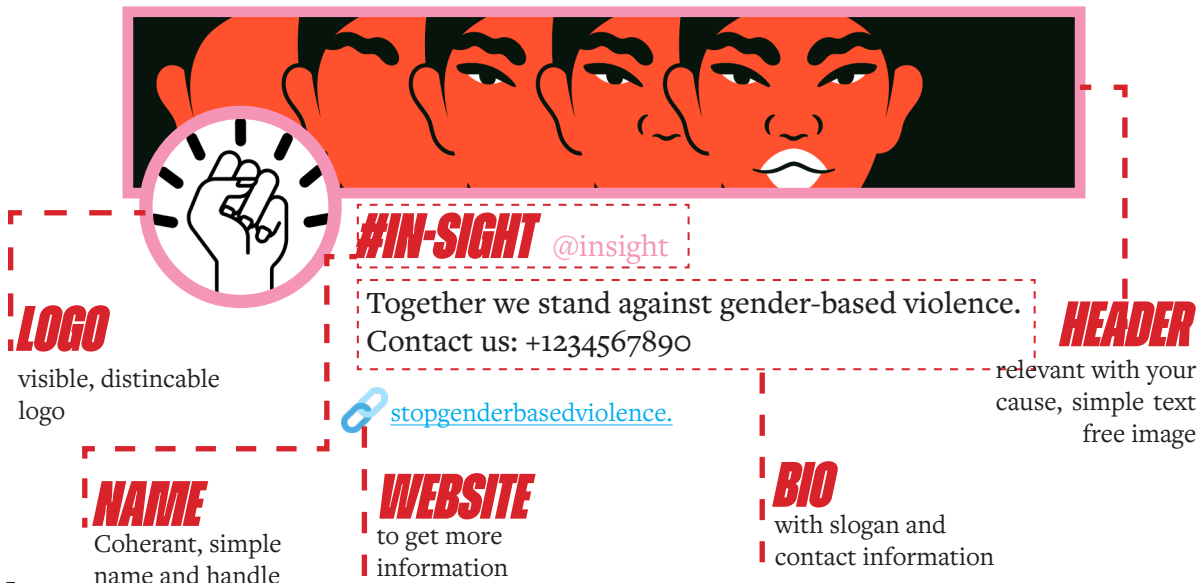 #IN-SIGHT @insight
Together we stand against gender-based violence.
Contact us: +1234567890
stopgenderbasedviolence.
LOGO
visible, distincable
logo
HEADER
relevant with your
cause, simple text
free image
NAME
Coherant, simple
name and handle
WEBSITE
to get more
information
BIO
with slogan and
contact information